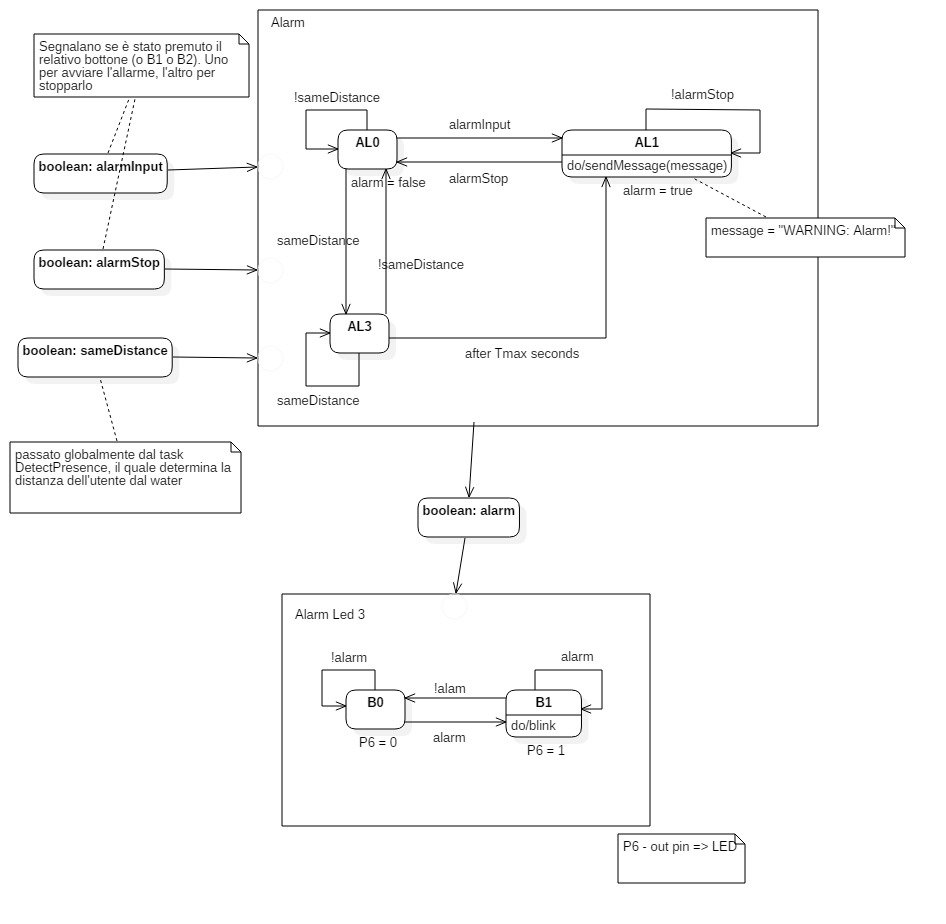 Alarm
Segnalano se è stato premuto il
relativo bottone (o B1 o B2). Uno
per avviare l'allarme, l'altro per
stopparlo
!sameDistance
!alarmStop
alarmInput
AL0
AL1
do/sendMessage(message)
alarmStop
alarm = false
alarm = true
boolean: alarmInput
message = "WARNING: Alarm!"
sameDistance
!sameDistance
boolean: alarmStop
AL3
boolean: sameDistance
after Tmax seconds
sameDistance
passato globalmente dal task
DetectPresence, il quale determina la
distanza dell'utente dal water
boolean: alarm
Alarm Led 3
!alarm
alarm
B0
!alam
B1
do/blink
alarm
P6 = 0
P6 = 1
P6 - out pin => LED